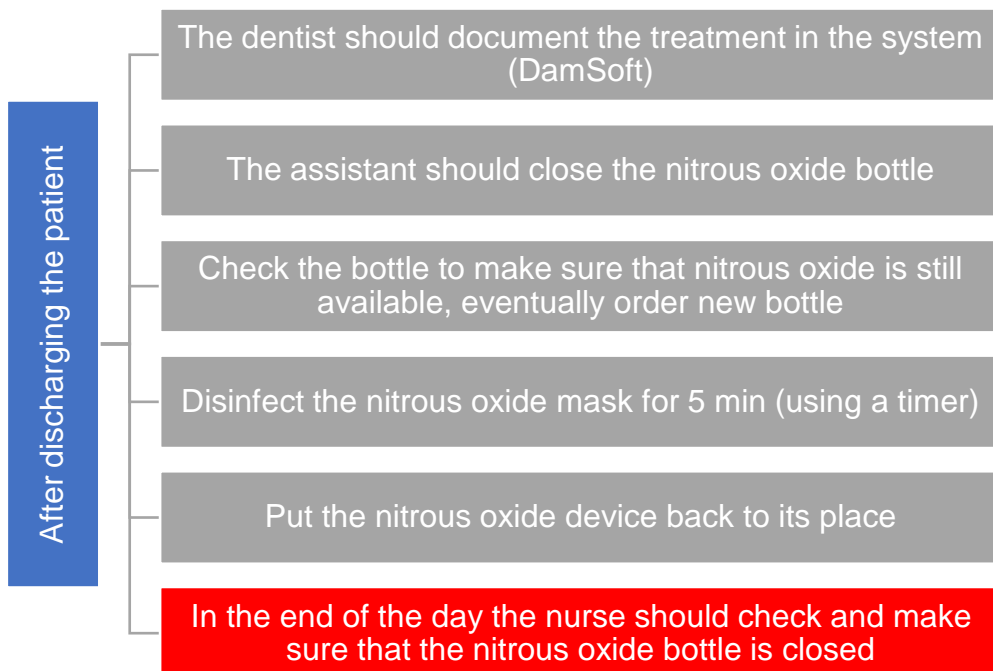 After discharging the patient
The dentist should document the treatment in the system
(DamSoft)
The assistant should close the nitrous oxide bottle
Check the bottle to make sure that nitrous oxide is still
available, eventually order new bottle
Disinfect the nitrous oxide mask for 5 min (using a timer)
Put the nitrous oxide device back to its place
In the end of the day the nurse should check and make
sure that the nitrous oxide bottle is closed